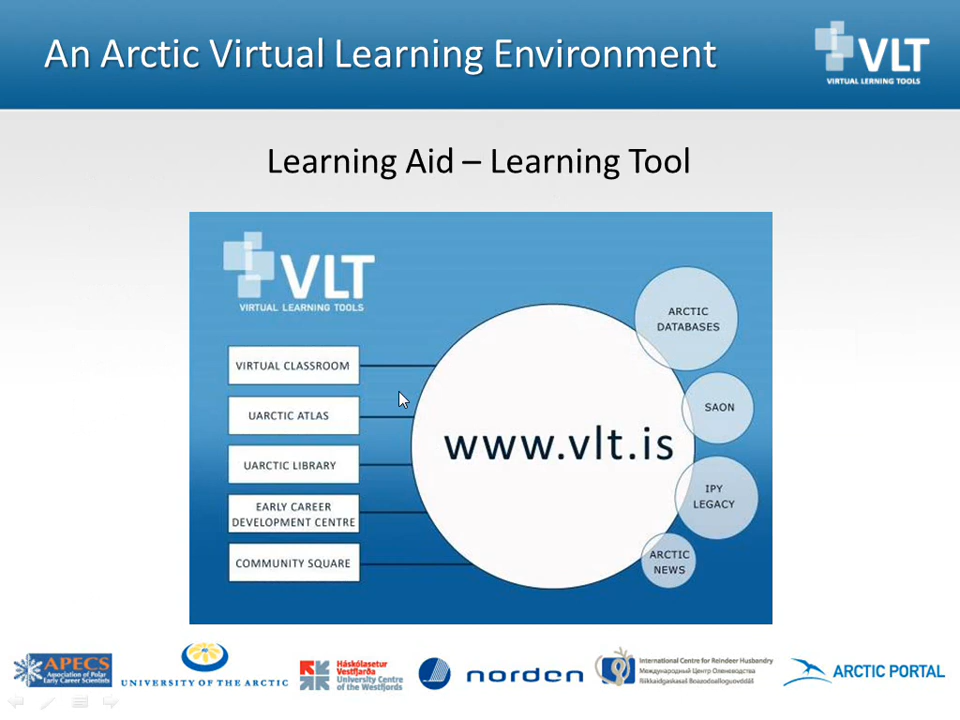 An Arctic Virtual Learning Environment
VLT
VIRTUAL LEARNING TOOLS
Learning Aid – Learning Tool
VLT
VIRTUAL LEARNING TOOLS
VIRTUAL CLASSROOM
UARCTIC ATLAS
UARCTIC LIBRARY
EARLY CAREER
DEVELOPMENT CENTRE
COMMUNITY SQUARE
www.vlt.is
ARCTIC
DATABASES
SAON
IPY
LEGACY
ARCTIC
NEWS
APECS
Association of Polar
Early Career Scientists
UNIVERSITY OF THE ARCTIC
Háskólasetur
Vestfjarða
University Centre
of the Westfjords
norden
International Centre for Reindeer Husbandry
Международный Центр Оленеводства
ARCTIC PORTAL